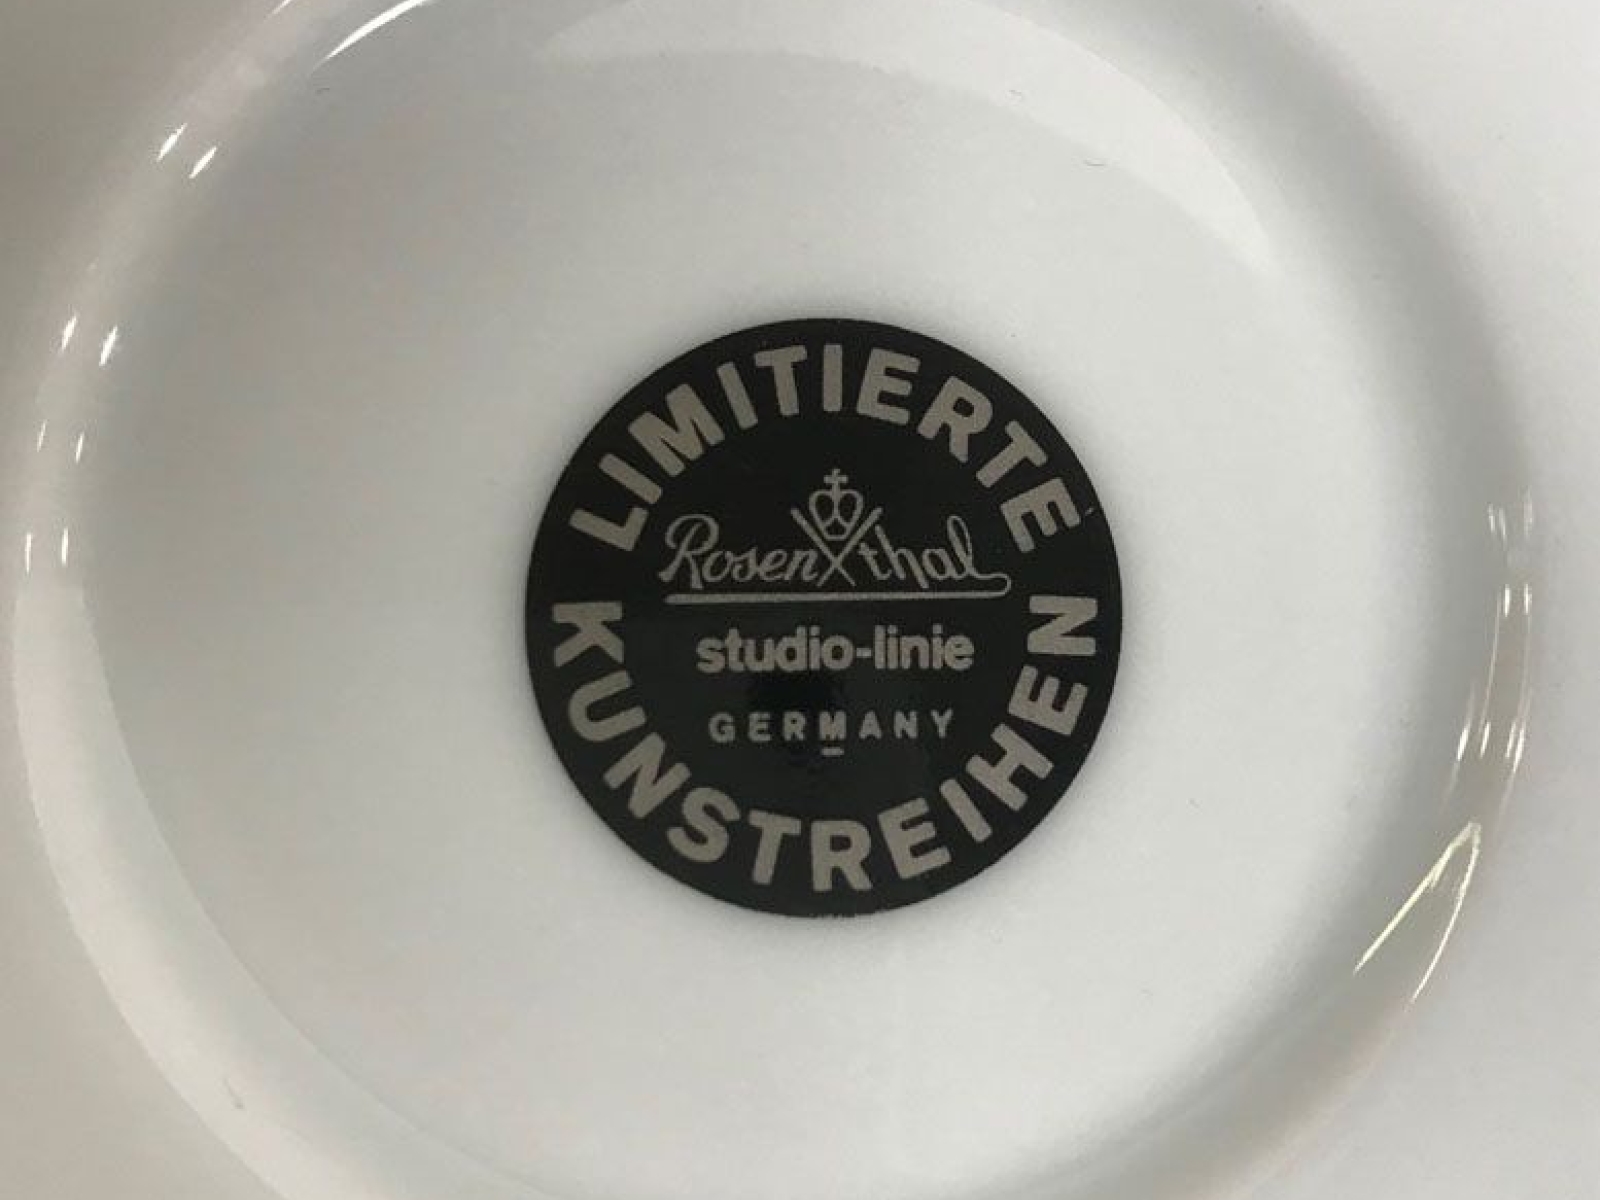 LIMITIERTE
Rosenthal
studio-linie
GERMANY
KUNSTREIHEN